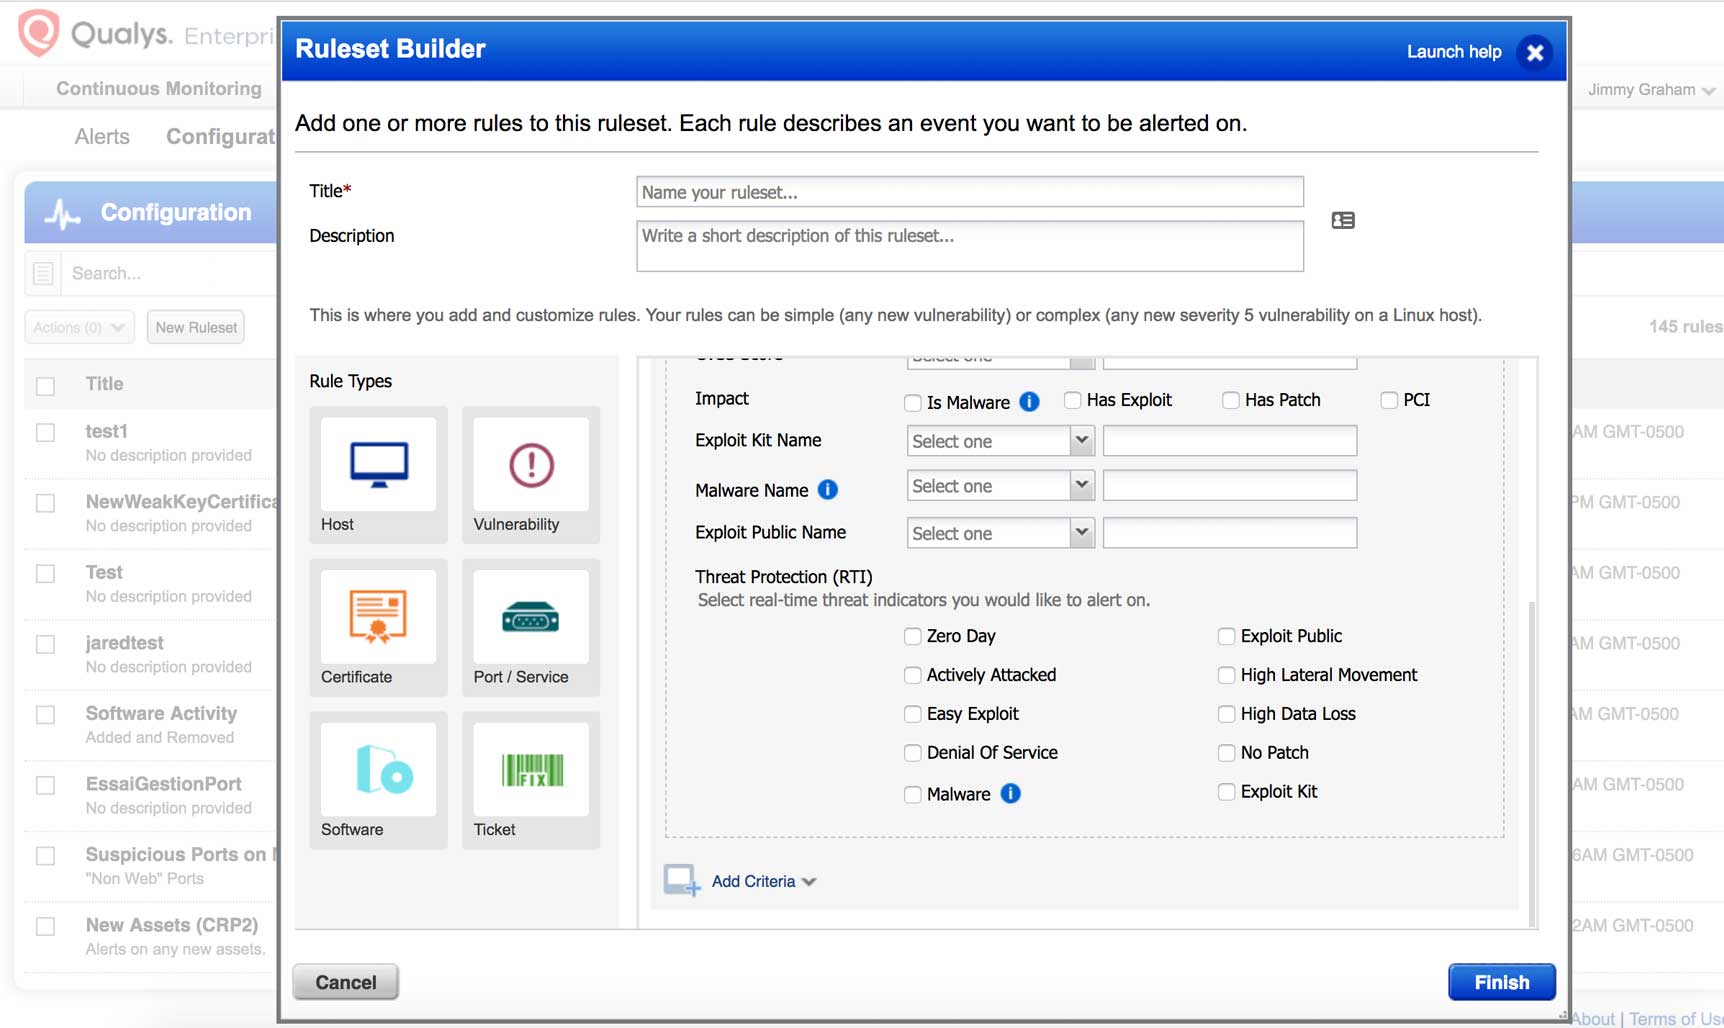 Qualys. Enterpri
Continuous Monitoring
Jimmy Graham
Alerts Configurat
Configuration
Search...
Actions (0) New Ruleset
145 rules
Title
test1
No description provided
AM GMT-0500
NewWeakKeyCertifica
No description provided
PM GMT-0500
Test
No description provided
AM GMT-0500
jaredtest
No description provided
AM GMT-0500
Software Activity
Added and Removed
AM GMT-0500
EssaiGestionPort
No description provided
AM GMT-0500
Suspicious Ports on
"Non Web" Ports
6AM GMT-0500
New Assets (CRP2)
Alerts on any new assets.
2AM GMT-0500
Ruleset Builder
Launch help
Add one or more rules to this ruleset. Each rule describes an event you want to be alerted on.
Title* Name your ruleset...
Description Write a short description of this ruleset...
This is where you add and customize rules. Your rules can be simple (any new vulnerability) or complex (any new severity 5 vulnerability on a Linux host).
Rule Types
Host Vulnerability
Certificate Port / Service
FIX
Software Ticket
Impact Is Malware i Has Exploit Has Patch PCI
Exploit Kit Name Select one
Malware Name i Select one
Exploit Public Name Select one
Threat Protection (RTI)
Select real-time threat indicators you would like to alert on.
Zero Day Exploit Public
Actively Attacked High Lateral Movement
Easy Exploit High Data Loss
Denial Of Service No Patch
Malware i Exploit Kit
Add Criteria
Cancel Finish
About | Terms of Us